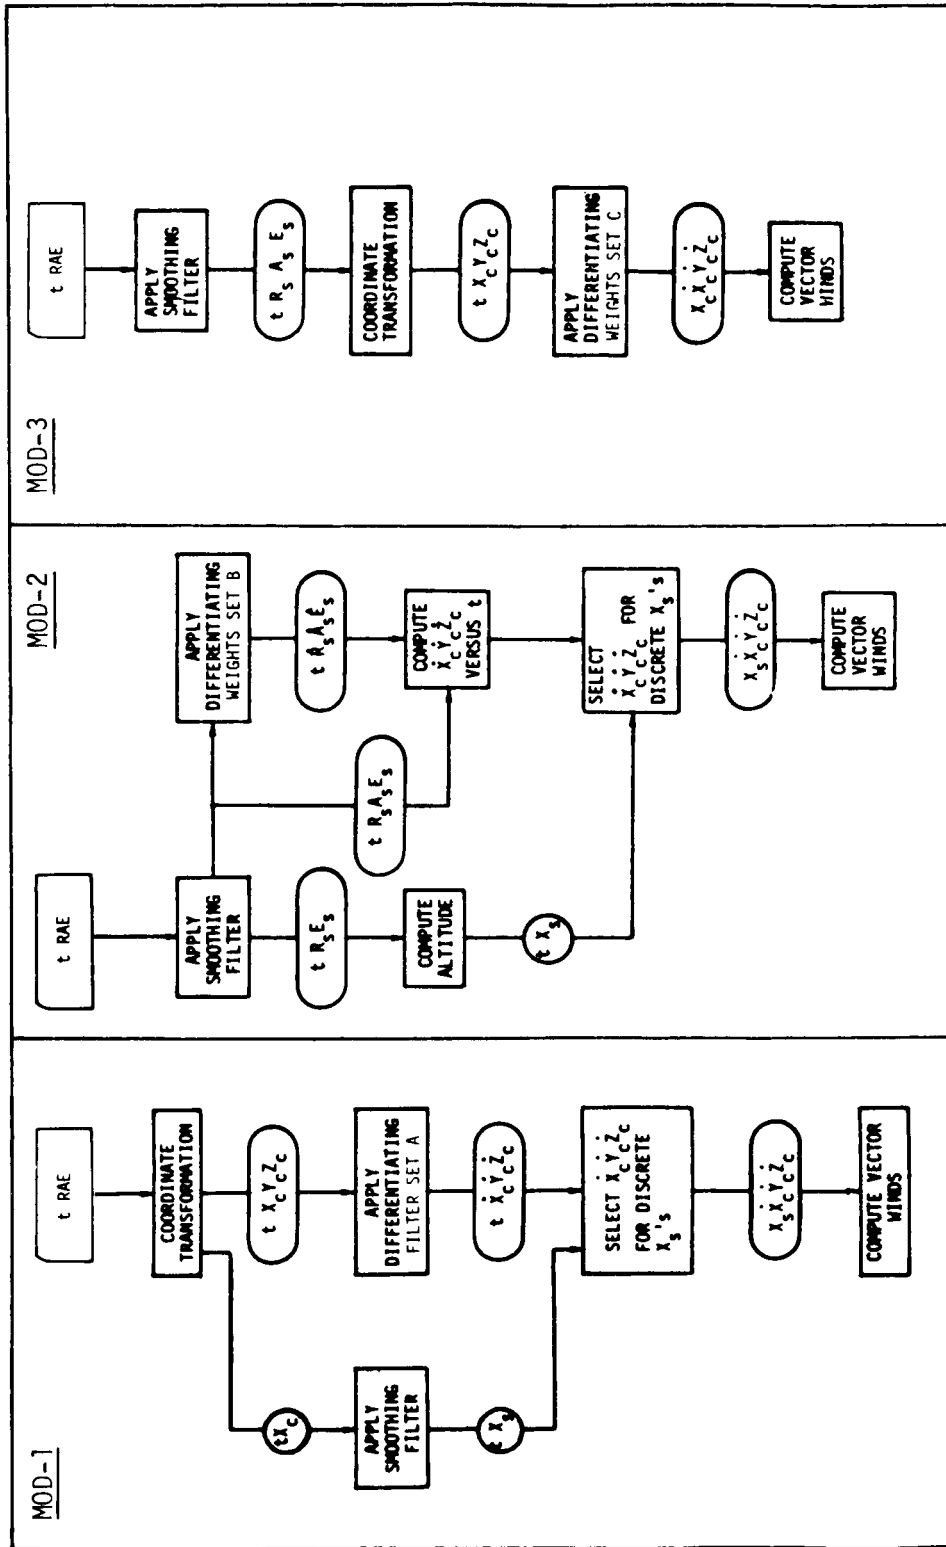 MOD-1
t RAE
COORDINATE
TRANSFORMATION
tX_c
t X_c Y_c Z_c
APPLY
SMOOTHING
FILTER
APPLY
DIFFERENTIATING
FILTER SET A
t X_s
t Ẋ_c Ẏ_c Ż_c
SELECT Ẋ_c Ẏ_c Ż_c
FOR DISCRETE
X_s's
X_s Ẋ_c Ẏ_c Ż_c
COMPUTE VECTOR
WINDS
MOD-2
t RAE
APPLY
SMOOTHING
FILTER
APPLY
DIFFERENTIATING
WEIGHTS SET B
t R_s E_s
t R_s A_s E_s
t Ṙ_s Ȧ_s Ė_s
COMPUTE
ALTITUDE
COMPUTE
Ẋ_c Ẏ_c Ż_c
VERSUS t
t X_s
SELECT
Ẋ_c Ẏ_c Ż_c FOR
DISCRETE X_s's
X_s Ẋ_c Ẏ_c Ż_c
COMPUTE
VECTOR
WINDS
MOD-3
t RAE
APPLY
SMOOTHING
FILTER
t R_s A_s E_s
COORDINATE
TRANSFORMATION
t X_c Y_c Z_c
APPLY
DIFFERENTIATING
WEIGHTS SET C
X_c Ẋ_c Ẏ_c Ż_c
COMPUTE
VECTOR
WINDS